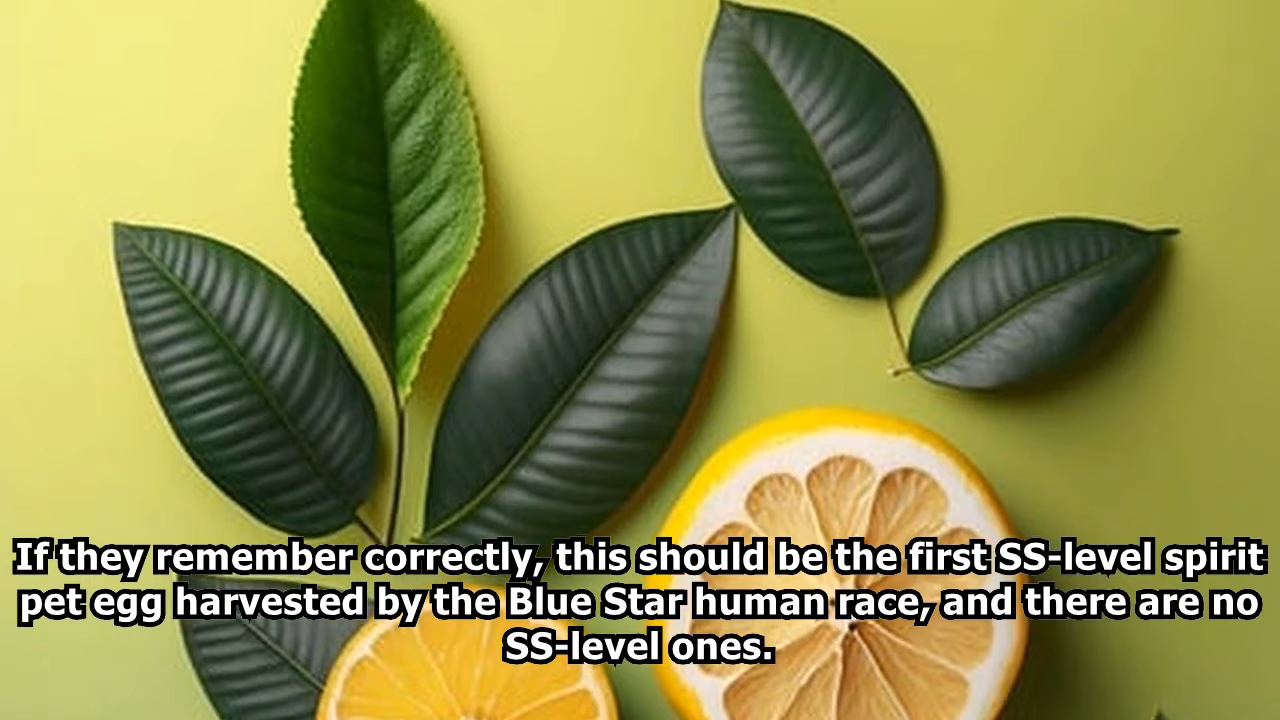 If they remember correctly, this should be the first SS-level spirit
pet egg harvested by the Blue Star human race, and there are no
SS-level ones.